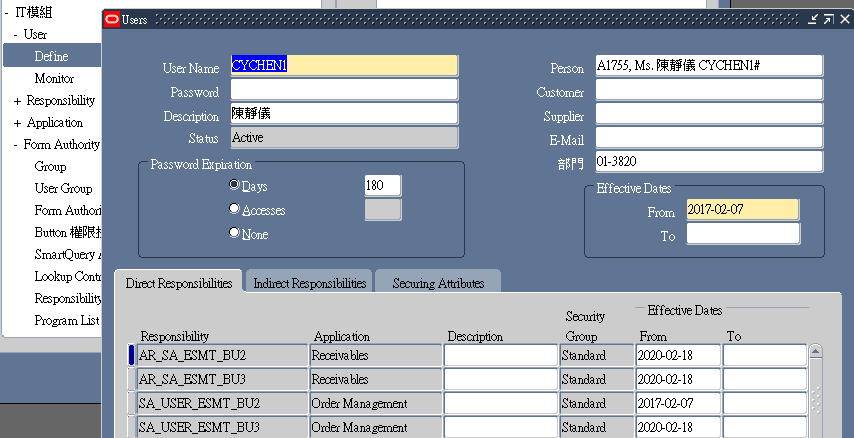 - IT模組
- User
Define
Monitor
+ Responsibility
+ Application
- Form Authority
Group
User Group
Form Authori
Button 權限
SmartQuery
Lookup Contr
Responsibility
Program List
Users
User Name CYCHEN1
Password
Description 陳靜儀
Status Active
Person A1755, Ms. 陳靜儀 CYCHEN1#
Customer
Supplier
E-Mail
部門 01-3820
Password Expiration
Days 180
Accesses
None
Effective Dates
From 2017-02-07
To
Direct Responsibilities Indirect Responsibilities Securing Attributes
Security Effective Dates
Responsibility Application Description Group From To
AR_SA_ESMT_BU2 Receivables Standard 2020-02-18
AR_SA_ESMT_BU3 Receivables Standard 2020-02-18
SA_USER_ESMT_BU2 Order Management Standard 2017-02-07
SA_USER_ESMT_BU3 Order Management Standard 2020-02-18